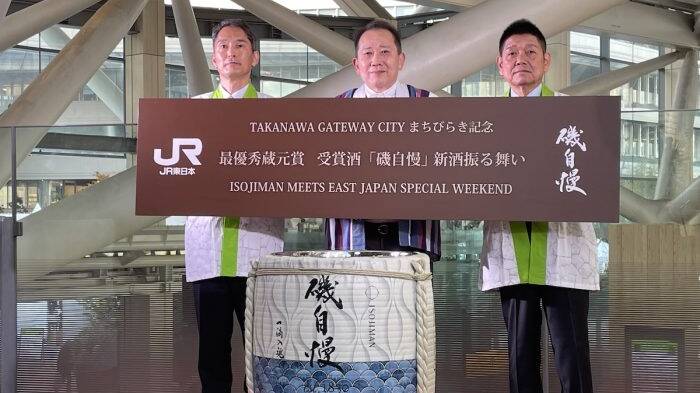 TAKANAWA GATEWAY CITY まちびらき記念
JR
JR東日本
最優秀蔵元賞 受賞酒「磯自慢」新酒振る舞い
ISOJIMAN MEETS EAST JAPAN SPECIAL WEEKEND
磯自慢
磯自慢
ISOJIMAN